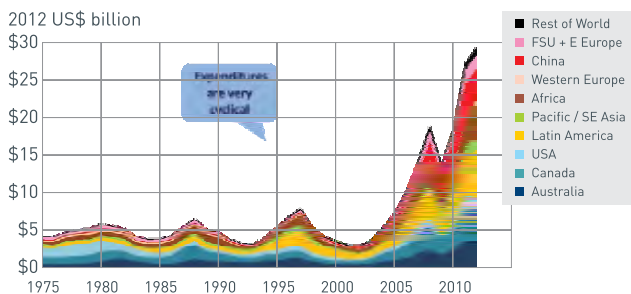 2012 US$ billion
$30
$25
$20
$15
$10
$5
$0
1975 1980 1985 1990 1995 2000 2005 2010
Expenditures
are very
cyclical
Rest of World
FSU + E Europe
China
Western Europe
Africa
Pacific / SE Asia
Latin America
USA
Canada
Australia